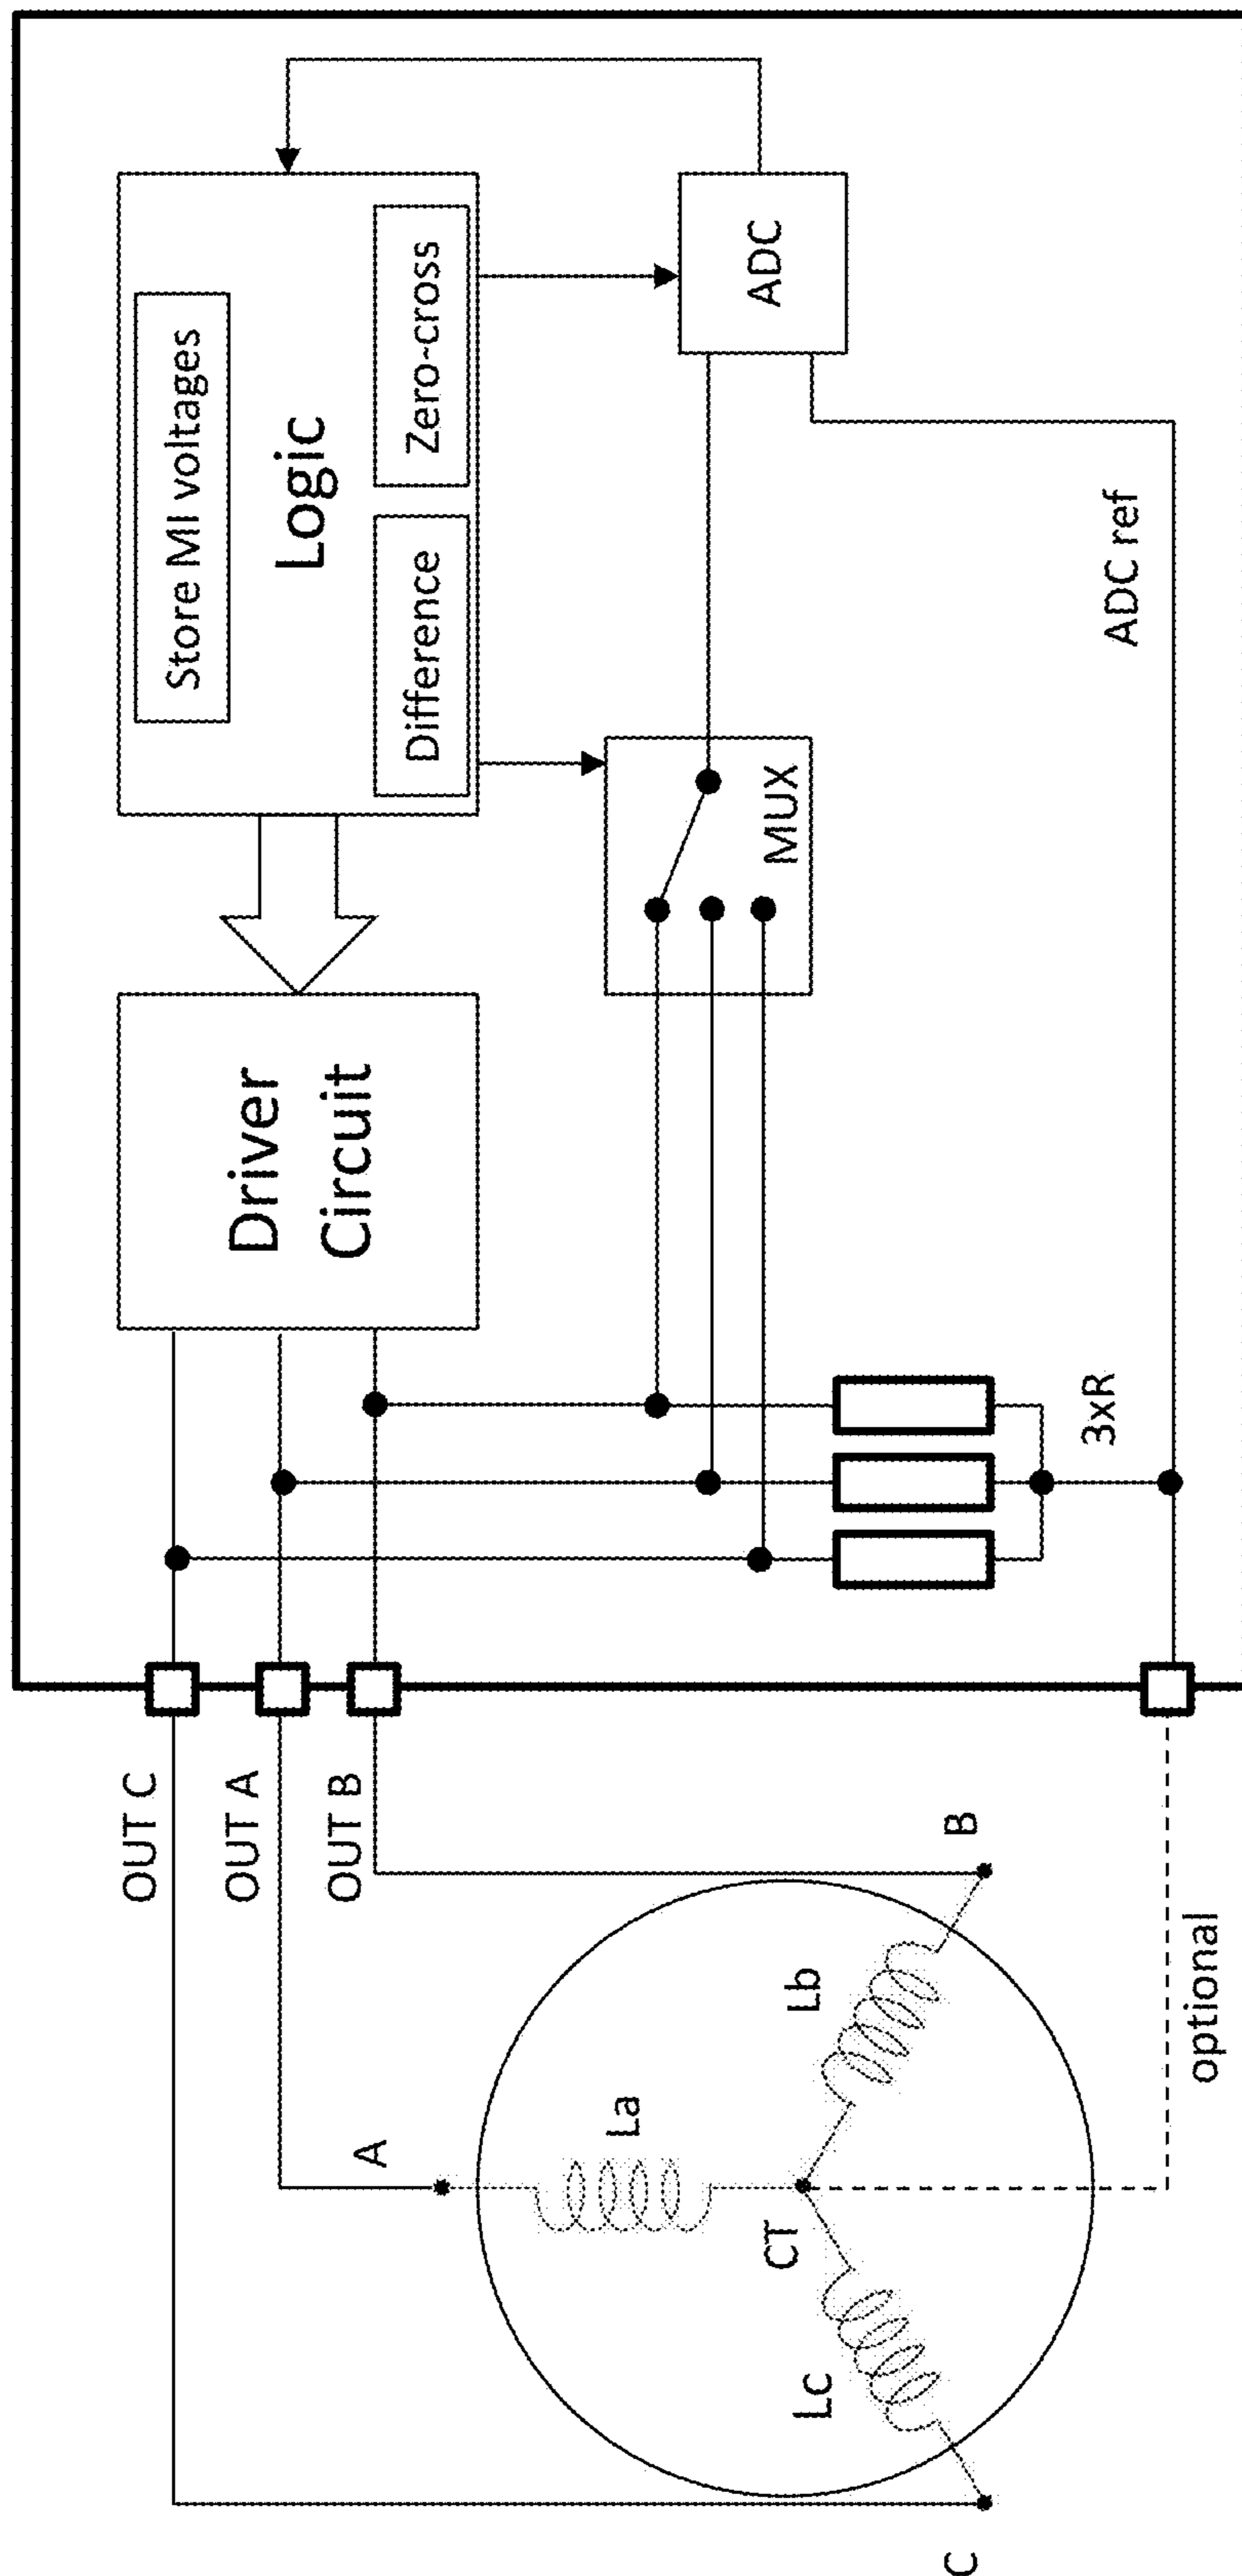 OUT C
OUT A
OUT B
A
La
CT
Lc
Lb
C
B
optional
Driver
Circuit
Store MI voltages
Logic
Difference
Zero-cross
MUX
ADC
3xR
ADC ref